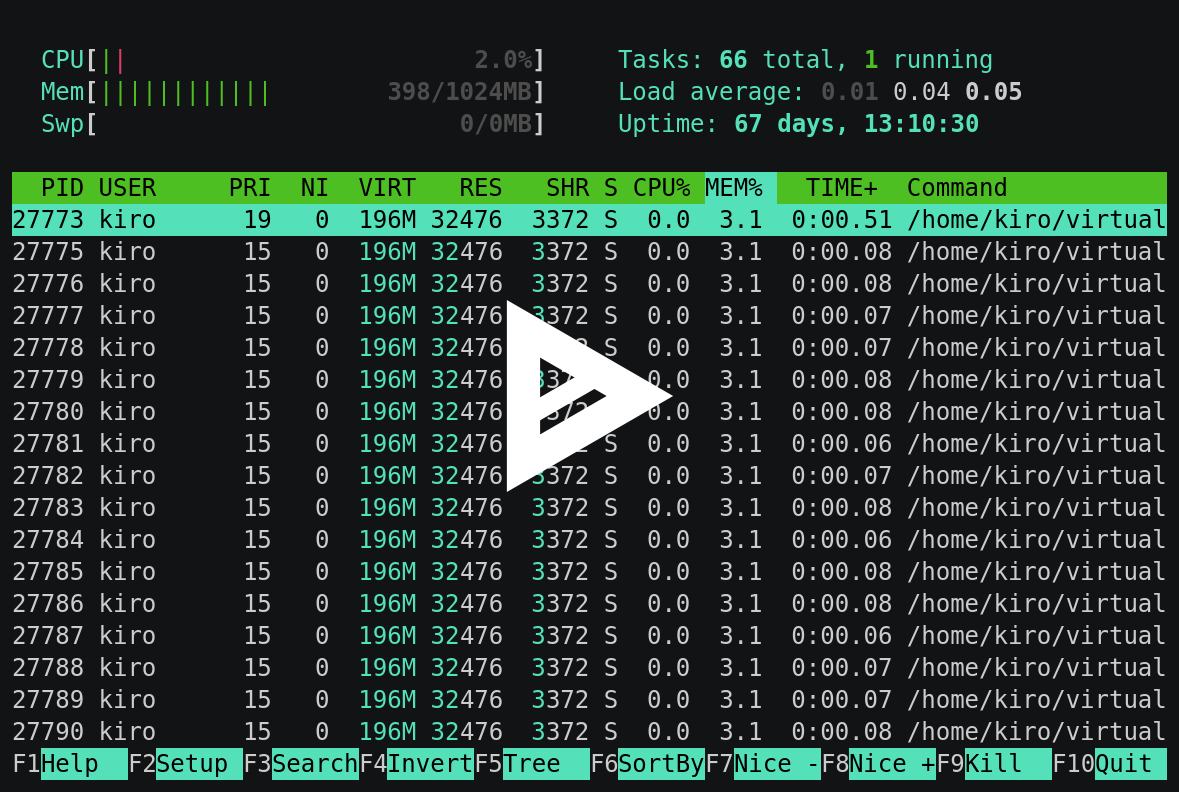 CPU[|| 2.0%] Tasks: 66 total, 1 running
Mem[|||||||||||| 398/1024MB] Load average: 0.01 0.04 0.05
Swp[ 0/0MB] Uptime: 67 days, 13:10:30
PID USER PRI NI VIRT RES SHR S CPU% MEM% TIME+ Command
27773 kiro 19 0 196M 32476 3372 S 0.0 3.1 0:00.51 /home/kiro/virtual
27775 kiro 15 0 196M 32476 3372 S 0.0 3.1 0:00.08 /home/kiro/virtual
27776 kiro 15 0 196M 32476 3372 S 0.0 3.1 0:00.08 /home/kiro/virtual
27777 kiro 15 0 196M 32476 3372 S 0.0 3.1 0:00.07 /home/kiro/virtual
27778 kiro 15 0 196M 32476 S 0.0 3.1 0:00.07 /home/kiro/virtual
27779 kiro 15 0 196M 32476 0.0 3.1 0:00.08 /home/kiro/virtual
27780 kiro 15 0 196M 32476 0.0 3.1 0:00.08 /home/kiro/virtual
27781 kiro 15 0 196M 32476 S 0.0 3.1 0:00.06 /home/kiro/virtual
27782 kiro 15 0 196M 32476 3372 S 0.0 3.1 0:00.07 /home/kiro/virtual
27783 kiro 15 0 196M 32476 3372 S 0.0 3.1 0:00.08 /home/kiro/virtual
27784 kiro 15 0 196M 32476 3372 S 0.0 3.1 0:00.06 /home/kiro/virtual
27785 kiro 15 0 196M 32476 3372 S 0.0 3.1 0:00.08 /home/kiro/virtual
27786 kiro 15 0 196M 32476 3372 S 0.0 3.1 0:00.08 /home/kiro/virtual
27787 kiro 15 0 196M 32476 3372 S 0.0 3.1 0:00.06 /home/kiro/virtual
27788 kiro 15 0 196M 32476 3372 S 0.0 3.1 0:00.07 /home/kiro/virtual
27789 kiro 15 0 196M 32476 3372 S 0.0 3.1 0:00.07 /home/kiro/virtual
27790 kiro 15 0 196M 32476 3372 S 0.0 3.1 0:00.08 /home/kiro/virtual
F1Help F2Setup F3SearchF4InvertF5Tree F6SortByF7Nice -F8Nice +F9Kill F10Quit